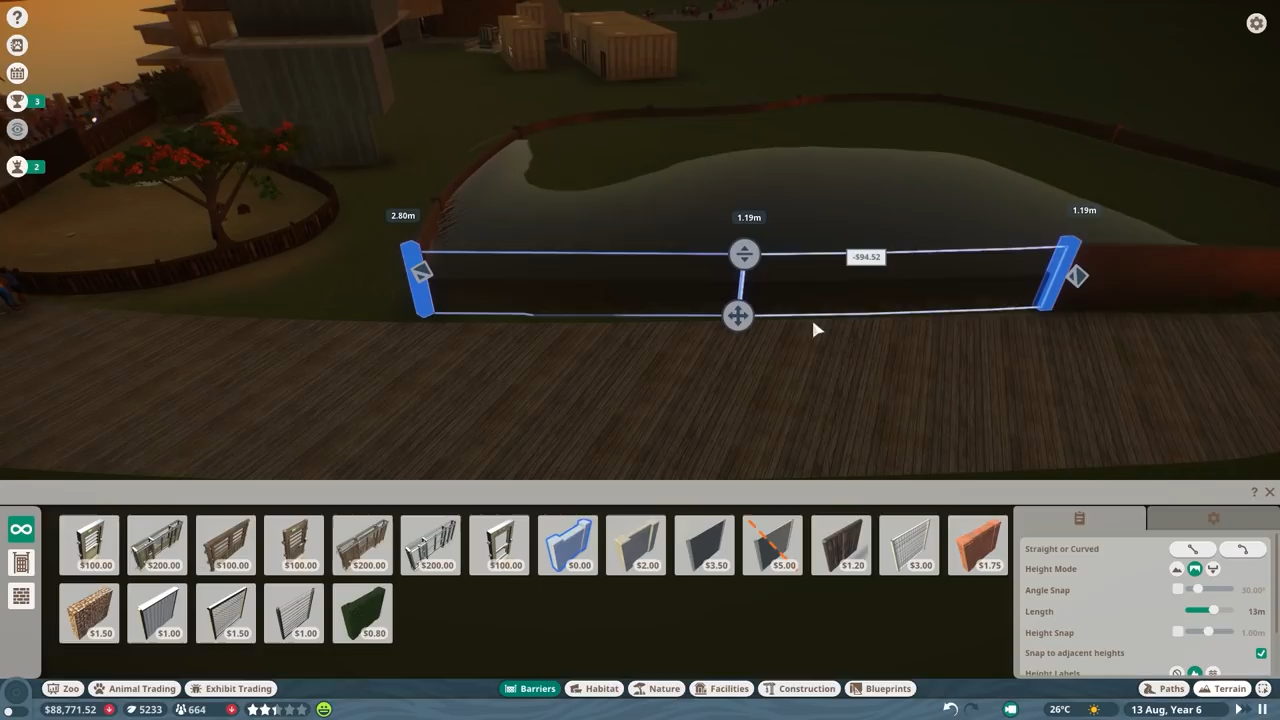 ?
3
2
2.80m
1.19m
1.19m
-$94.52
?
$100.00
$200.00
$100.00
$100.00
$200.00
$200.00
$100.00
$0.00
$2.00
$3.50
$5.00
$1.20
$3.00
$1.75
$1.50
$1.00
$1.50
$1.00
$0.80
Straight or Curved
Height Mode
Angle Snap
30.00°
Length
13m
Height Snap
1.00m
Snap to adjacent heights
Height Labels
Zoo
Animal Trading
Exhibit Trading
Barriers
Habitat
Nature
Facilities
Construction
Blueprints
Paths
Terrain
$88,771.52
5233
664
26°C
13 Aug, Year 6